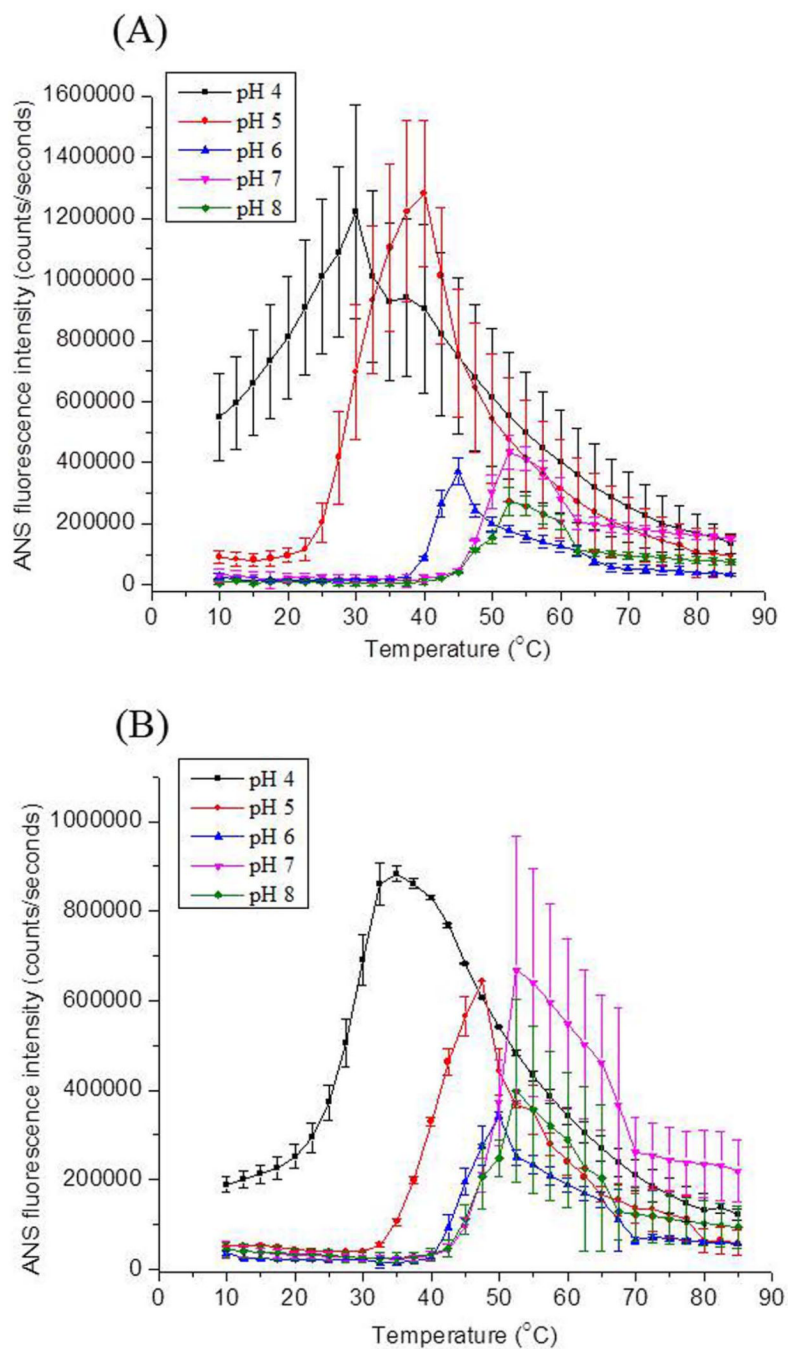 (A)
pH 4
pH 5
pH 6
pH 7
pH 8
1600000
1400000
1200000
1000000
800000
600000
400000
200000
0
ANS fluorescence intensity (counts/seconds)
0 10 20 30 40 50 60 70 80 90
Temperature (°C)
(B)
pH 4
pH 5
pH 6
pH 7
pH 8
1000000
800000
600000
400000
200000
0
ANS fluorescence intensity (counts/seconds)
0 10 20 30 40 50 60 70 80 90
Temperature (°C)